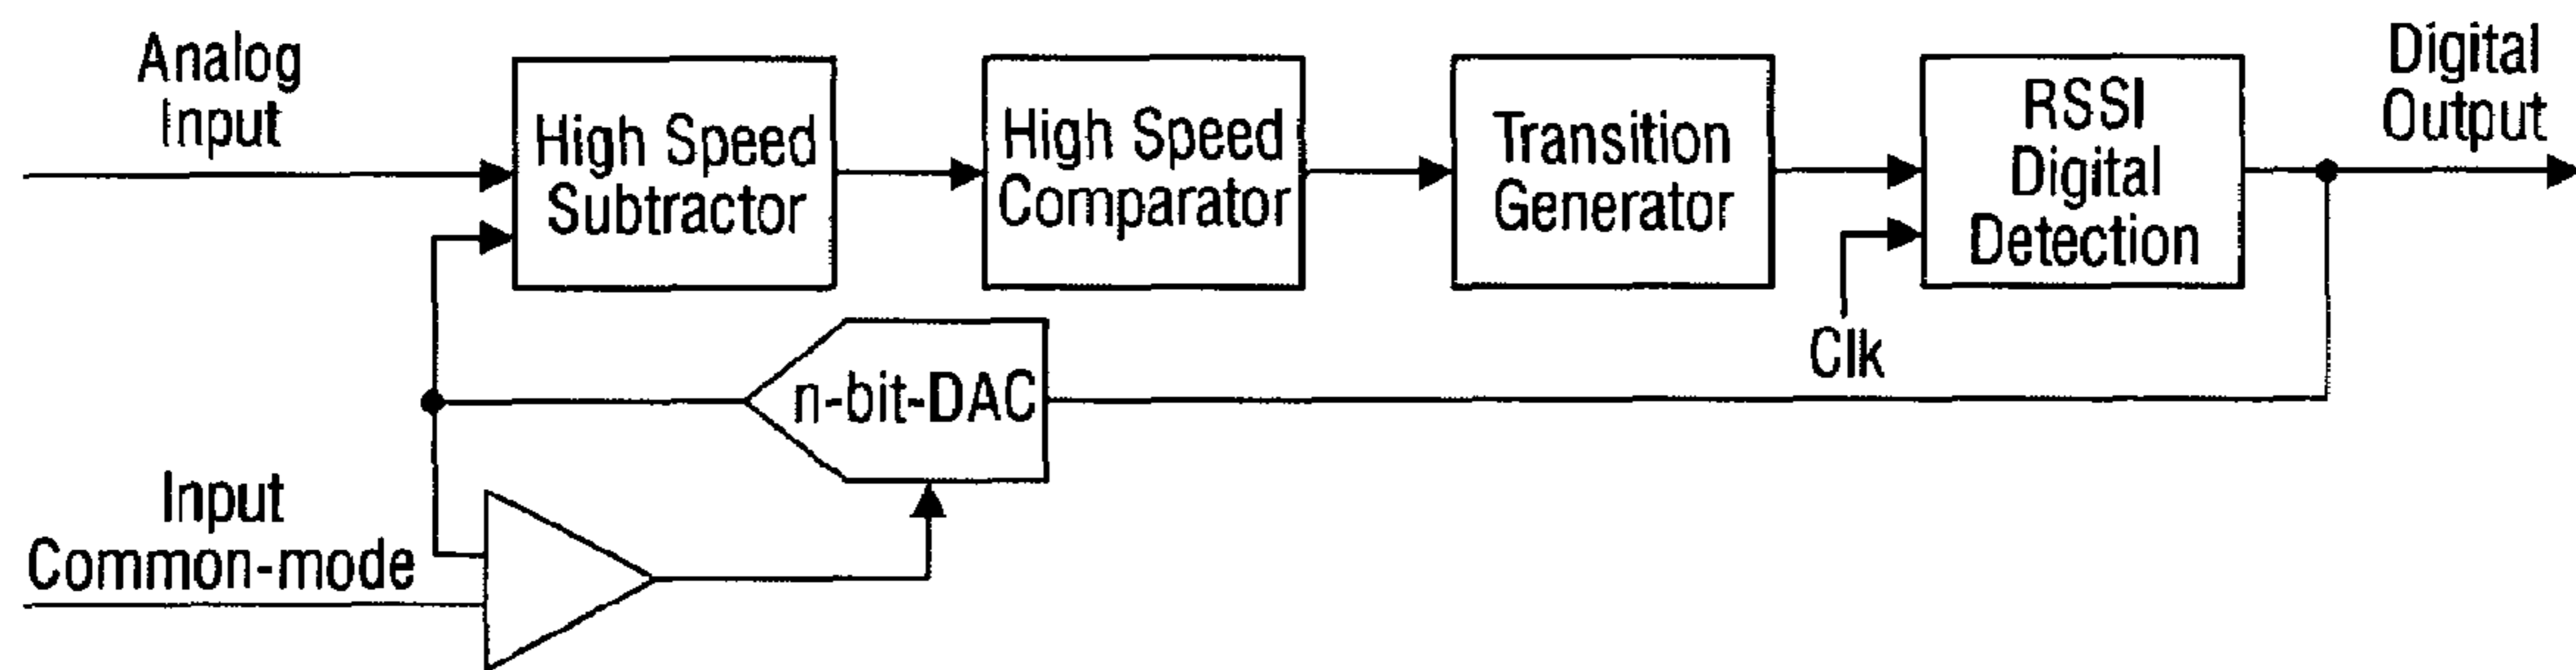 Analog
Input
High Speed
Subtractor
High Speed
Comparator
Transition
Generator
RSSI
Digital
Detection
Digital
Output
Clk
n-bit-DAC
Input
Common-mode